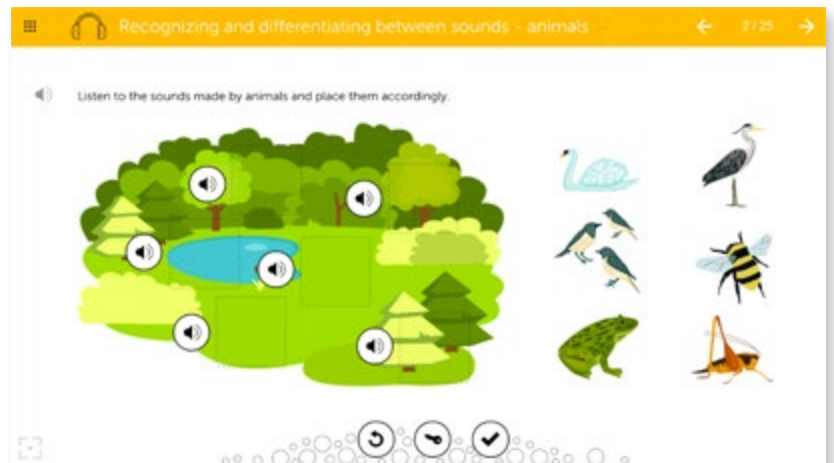 Recognizing and differentiating between sounds - animals
2 / 25
Listen to the sounds made by animals and place them accordingly.